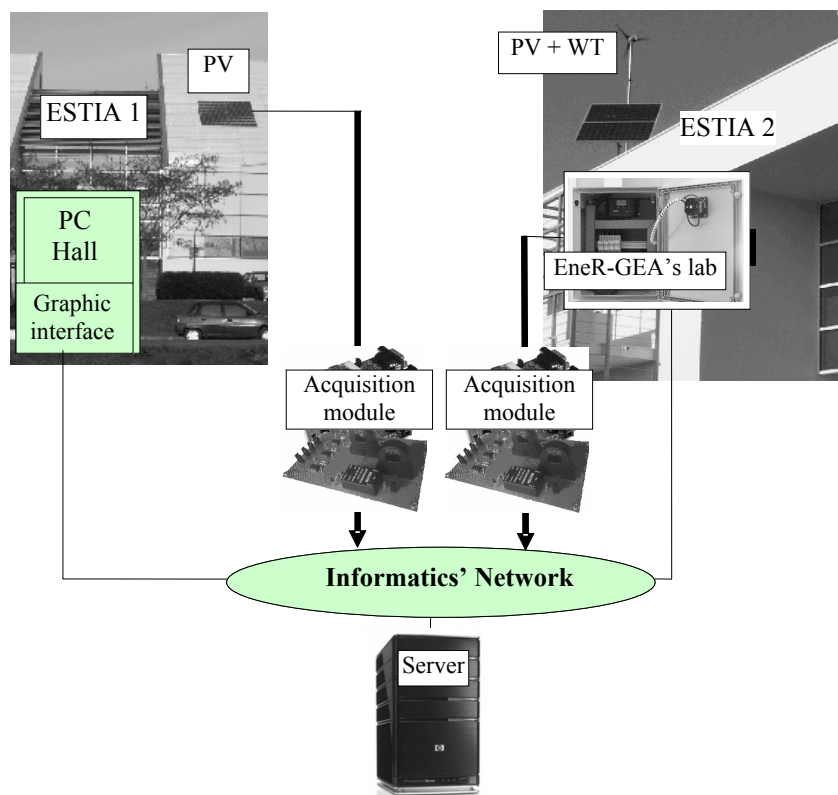 PV
ESTIA 1
PC
Hall
Graphic
interface
PV + WT
ESTIA 2
EneR-GEA's lab
Acquisition
module
Acquisition
module
Informatics' Network
Server
hp